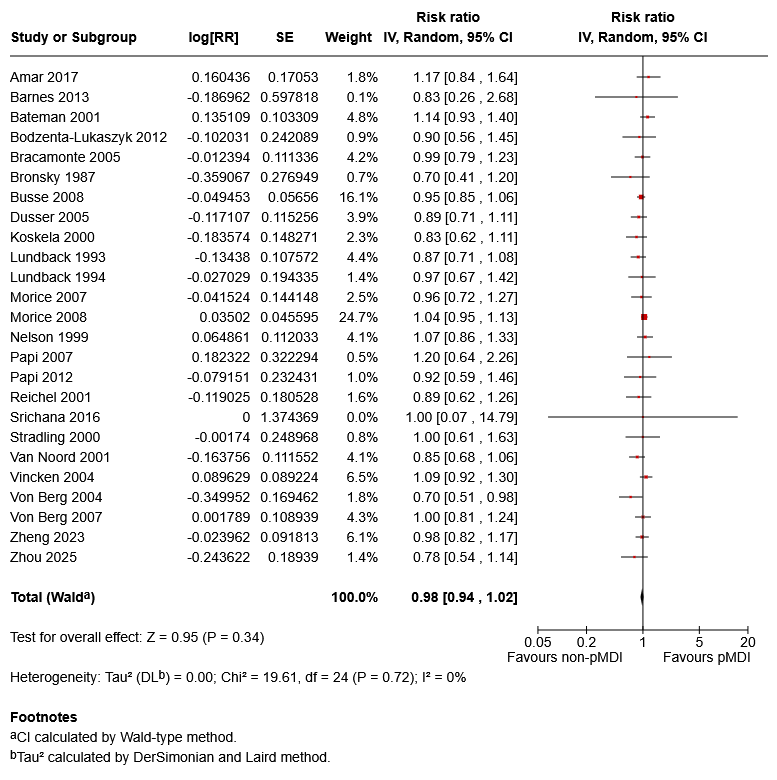 Risk ratio Risk ratio
Study or Subgroup log[RR] SE Weight IV, Random, 95% CI IV, Random, 95% CI
Amar 2017 0.160436 0.17053 1.8% 1.17 [0.84 , 1.64]
Barnes 2013 -0.186962 0.597818 0.1% 0.83 [0.26 , 2.68]
Bateman 2001 0.135109 0.103309 4.8% 1.14 [0.93 , 1.40]
Bodzenta-Lukaszyk 2012 -0.102031 0.242089 0.9% 0.90 [0.56 , 1.45]
Bracamonte 2005 -0.012394 0.111336 4.2% 0.99 [0.79 , 1.23]
Bronsky 1987 -0.359067 0.276949 0.7% 0.70 [0.41 , 1.20]
Busse 2008 -0.049453 0.05656 16.1% 0.95 [0.85 , 1.06]
Dusser 2005 -0.117107 0.115256 3.9% 0.89 [0.71 , 1.11]
Koskela 2000 -0.183574 0.148271 2.3% 0.83 [0.62 , 1.11]
Lundback 1993 -0.13438 0.107572 4.4% 0.87 [0.71 , 1.08]
Lundback 1994 -0.027029 0.194335 1.4% 0.97 [0.67 , 1.42]
Morice 2007 -0.041524 0.144148 2.5% 0.96 [0.72 , 1.27]
Morice 2008 0.03502 0.045595 24.7% 1.04 [0.95 , 1.13]
Nelson 1999 0.064861 0.112033 4.1% 1.07 [0.86 , 1.33]
Papi 2007 0.182322 0.322294 0.5% 1.20 [0.64 , 2.26]
Papi 2012 -0.079151 0.232431 1.0% 0.92 [0.59 , 1.46]
Reichel 2001 -0.119025 0.180528 1.6% 0.89 [0.62 , 1.26]
Srichana 2016 0 1.374369 0.0% 1.00 [0.07 , 14.79]
Stradling 2000 -0.00174 0.248968 0.8% 1.00 [0.61 , 1.63]
Van Noord 2001 -0.163756 0.111552 4.1% 0.85 [0.68 , 1.06]
Vincken 2004 0.089629 0.089224 6.5% 1.09 [0.92 , 1.30]
Von Berg 2004 -0.349952 0.169462 1.8% 0.70 [0.51 , 0.98]
Von Berg 2007 0.001789 0.108939 4.3% 1.00 [0.81 , 1.24]
Zheng 2023 -0.023962 0.091813 6.1% 0.98 [0.82 , 1.17]
Zhou 2025 -0.243622 0.18939 1.4% 0.78 [0.54 , 1.14]
Total (Waldᵃ) 100.0% 0.98 [0.94 , 1.02]
Test for overall effect: Z = 0.95 (P = 0.34)
0.05 0.2 1 5 20
Favours non-pMDI Favours pMDI
Heterogeneity: Tau² (DLᵇ) = 0.00; Chi² = 19.61, df = 24 (P = 0.72); I² = 0%
Footnotes
ᵃCI calculated by Wald-type method.
ᵇTau² calculated by DerSimonian and Laird method.